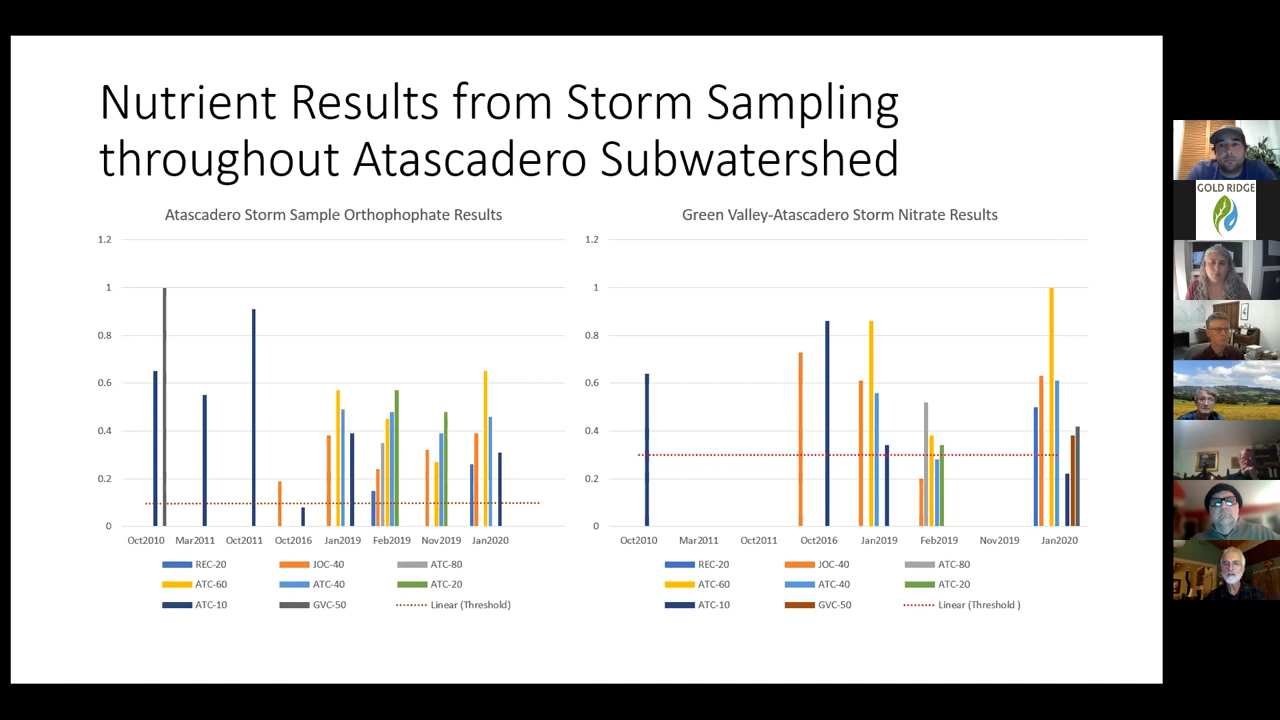 Nutrient Results from Storm Sampling
throughout Atascadero Subwatershed
Atascadero Storm Sample Orthophophate Results
1.2
1
0.8
0.6
0.4
0.2
0
Oct2010 Mar2011 Oct2011 Oct2016 Jan2019 Feb2019 Nov2019 Jan2020
REC-20 JOC-40 ATC-80
ATC-60 ATC-40 ATC-20
ATC-10 GVC-50 Linear (Threshold)
Green Valley-Atascadero Storm Nitrate Results
1.2
1
0.8
0.6
0.4
0.2
0
Oct2010 Mar2011 Oct2011 Oct2016 Jan2019 Feb2019 Nov2019 Jan2020
REC-20 JOC-40 ATC-80
ATC-60 ATC-40 ATC-20
ATC-10 GVC-50 Linear (Threshold )
GOLD RIDGE